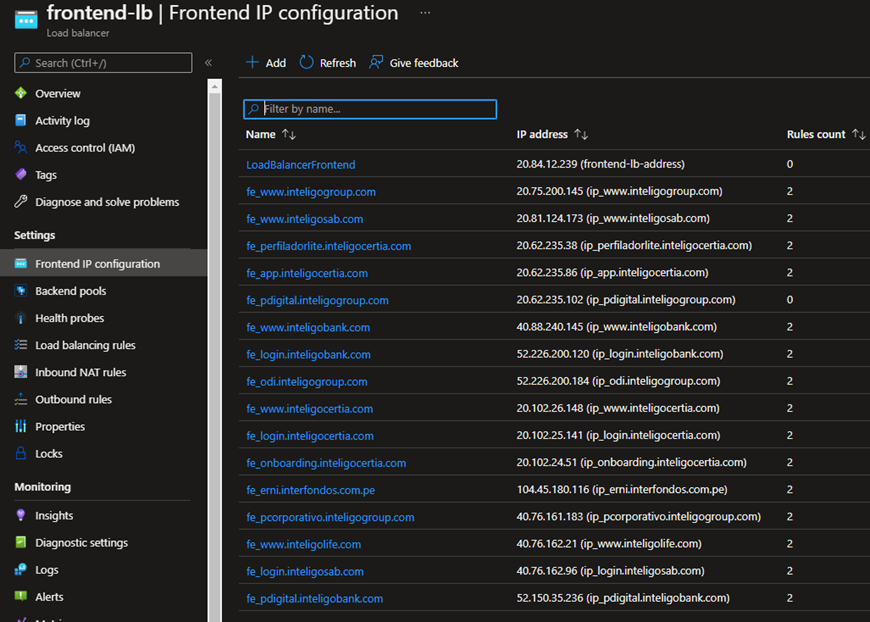 frontend-lb | Frontend IP configuration ...
Load balancer
Search (Ctrl+/) «
Overview
Activity log
Access control (IAM)
Tags
Diagnose and solve problems
Settings
Frontend IP configuration
Backend pools
Health probes
Load balancing rules
Inbound NAT rules
Outbound rules
Properties
Locks
Monitoring
Insights
Diagnostic settings
Logs
Alerts
Add Refresh Give feedback
Filter by name...
Name ↑↓ IP address ↑↓ Rules count ↑↓
LoadBalancerFrontend 20.84.12.239 (frontend-lb-address) 0
fe_www.inteligogroup.com 20.75.200.145 (ip_www.inteligogroup.com) 2
fe_www.inteligosab.com 20.81.124.173 (ip_www.inteligosab.com) 2
fe_perfiladorlite.inteligocertia.com 20.62.235.38 (ip_perfiladorlite.inteligocertia.com) 2
fe_app.inteligocertia.com 20.62.235.86 (ip_app.inteligocertia.com) 2
fe_pdigital.inteligogroup.com 20.62.235.102 (ip_pdigital.inteligogroup.com) 0
fe_www.inteligobank.com 40.88.240.145 (ip_www.inteligobank.com) 2
fe_login.inteligobank.com 52.226.200.120 (ip_login.inteligobank.com) 2
fe_odi.inteligogroup.com 52.226.200.184 (ip_odi.inteligogroup.com) 2
fe_www.inteligocertia.com 20.102.26.148 (ip_www.inteligocertia.com) 2
fe_login.inteligocertia.com 20.102.25.141 (ip_login.inteligocertia.com) 2
fe_onboarding.inteligocertia.com 20.102.24.51 (ip_onboarding.inteligocertia.com) 2
fe_erni.interfondos.com.pe 104.45.180.116 (ip_erni.interfondos.com.pe) 2
fe_pcorporativo.inteligogroup.com 40.76.161.183 (ip_pcorporativo.inteligogroup.com) 2
fe_www.inteligolife.com 40.76.162.21 (ip_www.inteligolife.com) 2
fe_login.inteligosab.com 40.76.162.96 (ip_login.inteligosab.com) 2
fe_pdigital.inteligobank.com 52.150.35.236 (ip_pdigital.inteligobank.com) 2